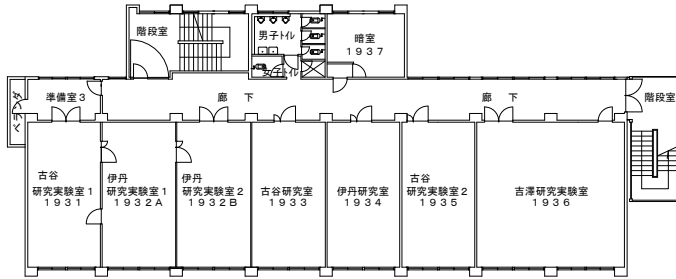 階段室
男子ﾄｲﾚ
女子ﾄｲﾚ
暗室
１９３７
ベランダ
準備室３
廊　下
廊　下
階段室
古谷
研究実験室１
１９３１
伊丹
研究実験室１
１９３２Ａ
伊丹
研究実験室２
１９３２Ｂ
古谷研究室
１９３３
伊丹研究室
１９３４
古谷
研究実験室２
１９３５
吉澤研究実験室
１９３６